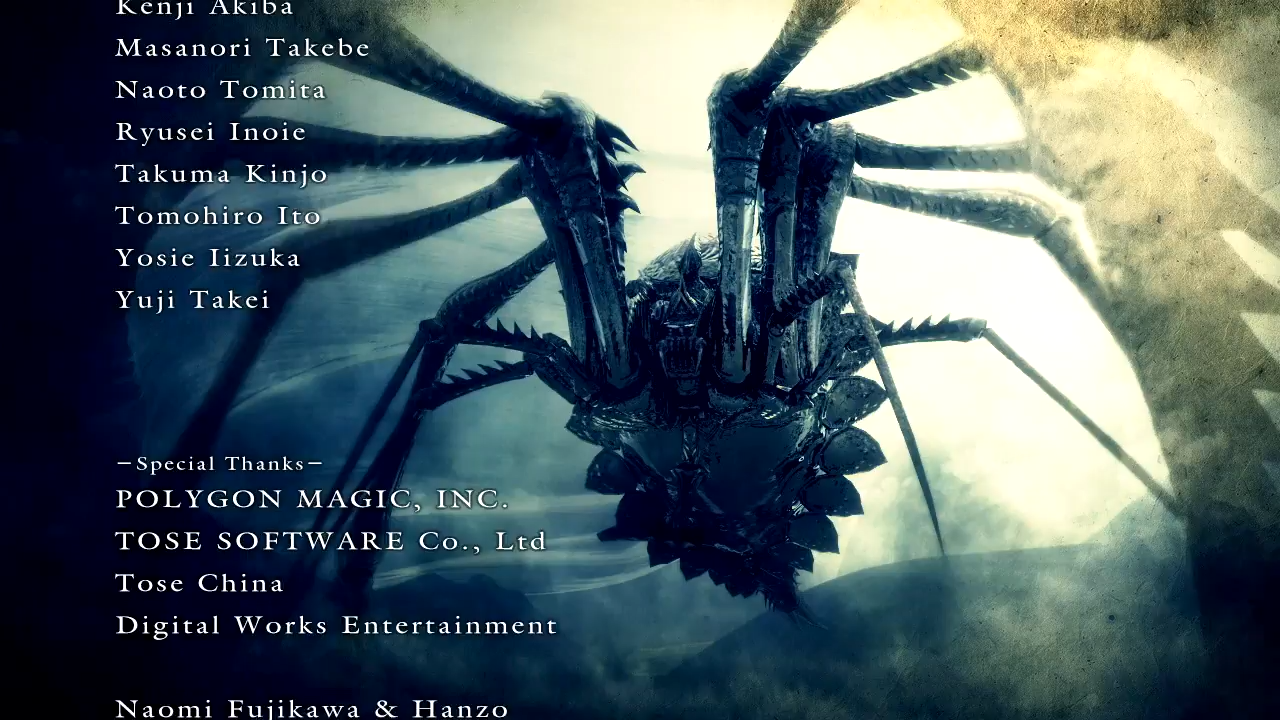 Kenji Akiba
Masanori Takebe
Naoto Tomita
Ryusei Inoie
Takuma Kinjo
Tomohiro Ito
Yosie Iizuka
Yuji Takei
−Special Thanks−
POLYGON MAGIC, INC.
TOSE SOFTWARE Co., Ltd
Tose China
Digital Works Entertainment
Naomi Fujikawa & Hanzo